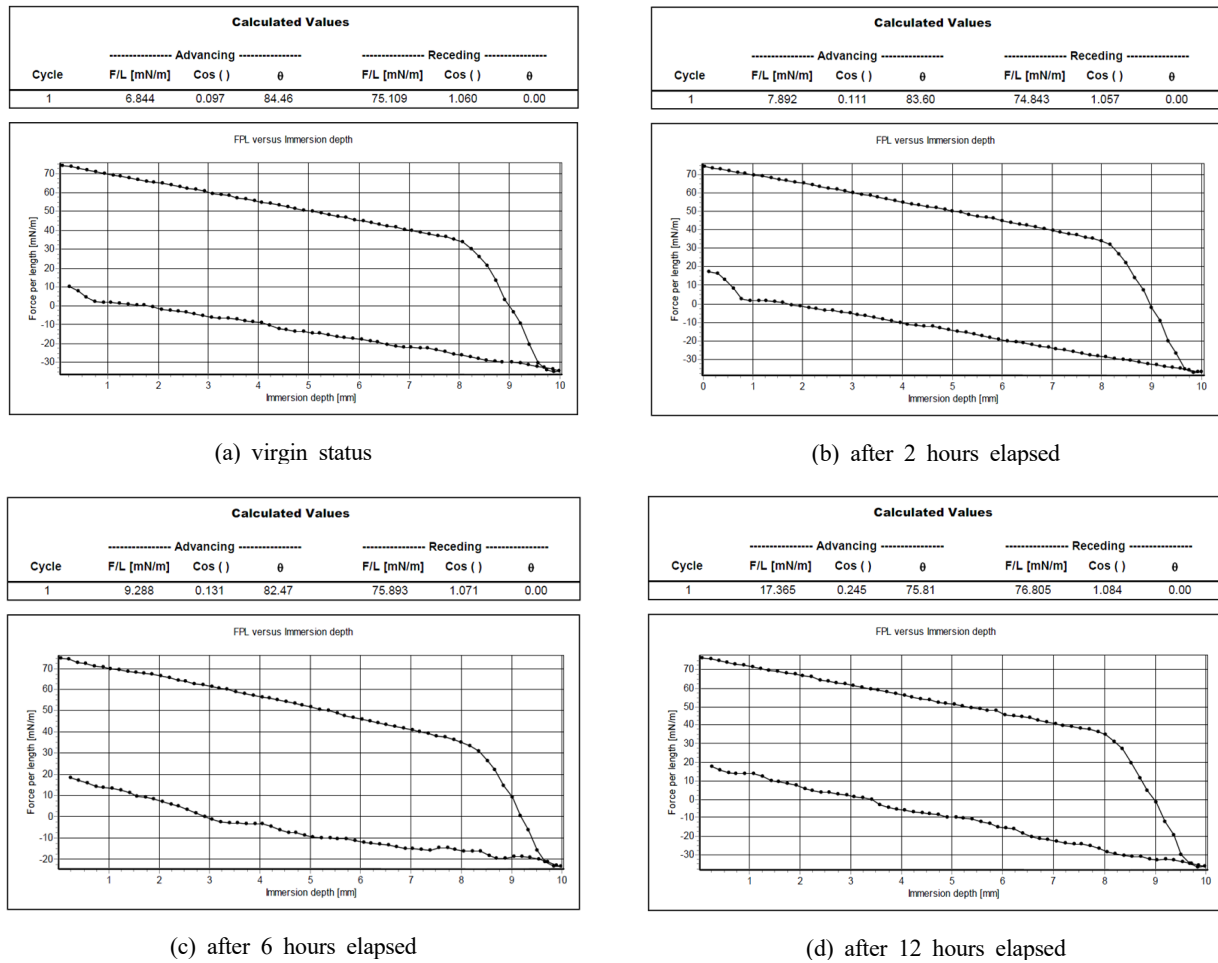 Calculated Values
---------------- Advancing ---------------- ---------------- Receding ----------------
Cycle F/L [mN/m] Cos ( ) θ F/L [mN/m] Cos ( ) θ
1 6.844 0.097 84.46 75.109 1.060 0.00
FPL versus Immersion depth
Force per length [mN/m]
70
60
50
40
30
20
10
0
-10
-20
-30
1 2 3 4 5 6 7 8 9 10
Immersion depth [mm]
(a) virgin status
Calculated Values
---------------- Advancing ---------------- ---------------- Receding ----------------
Cycle F/L [mN/m] Cos ( ) θ F/L [mN/m] Cos ( ) θ
1 7.892 0.111 83.60 74.843 1.057 0.00
FPL versus Immersion depth
Force per length [mN/m]
70
60
50
40
30
20
10
0
-10
-20
-30
0 1 2 3 4 5 6 7 8 9 10
Immersion depth [mm]
(b) after 2 hours elapsed
Calculated Values
---------------- Advancing ---------------- ---------------- Receding ----------------
Cycle F/L [mN/m] Cos ( ) θ F/L [mN/m] Cos ( ) θ
1 9.288 0.131 82.47 75.893 1.071 0.00
FPL versus Immersion depth
Force per length [mN/m]
70
60
50
40
30
20
10
0
-10
-20
1 2 3 4 5 6 7 8 9 10
Immersion depth [mm]
(c) after 6 hours elapsed
Calculated Values
---------------- Advancing ---------------- ---------------- Receding ----------------
Cycle F/L [mN/m] Cos ( ) θ F/L [mN/m] Cos ( ) θ
1 17.365 0.245 75.81 76.805 1.084 0.00
FPL versus Immersion depth
Force per length [mN/m]
70
60
50
40
30
20
10
0
-10
-20
-30
1 2 3 4 5 6 7 8 9 10
Immersion depth [mm]
(d) after 12 hours elapsed